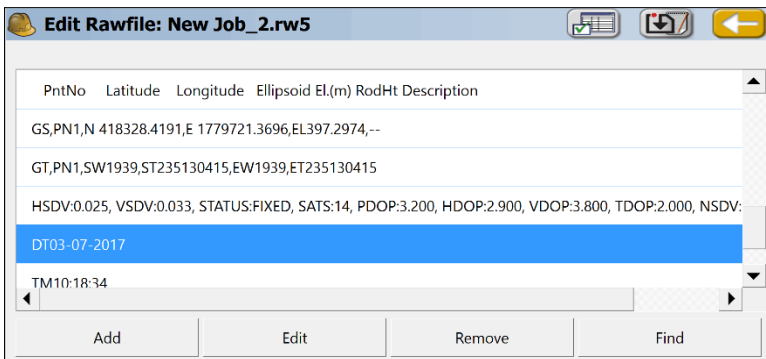 Edit Rawfile: New Job_2.rw5
PntNo Latitude Longitude Ellipsoid El.(m) RodHt Description
GS,PN1,N 418328.4191,E 1779721.3696,EL397.2974,--
GT,PN1,SW1939,ST235130415,EW1939,ET235130415
HSDV:0.025, VSDV:0.033, STATUS:FIXED, SATS:14, PDOP:3.200, HDOP:2.900, VDOP:3.800, TDOP:2.000, NSDV:
DT03-07-2017
TM10:18:34
Add Edit Remove Find